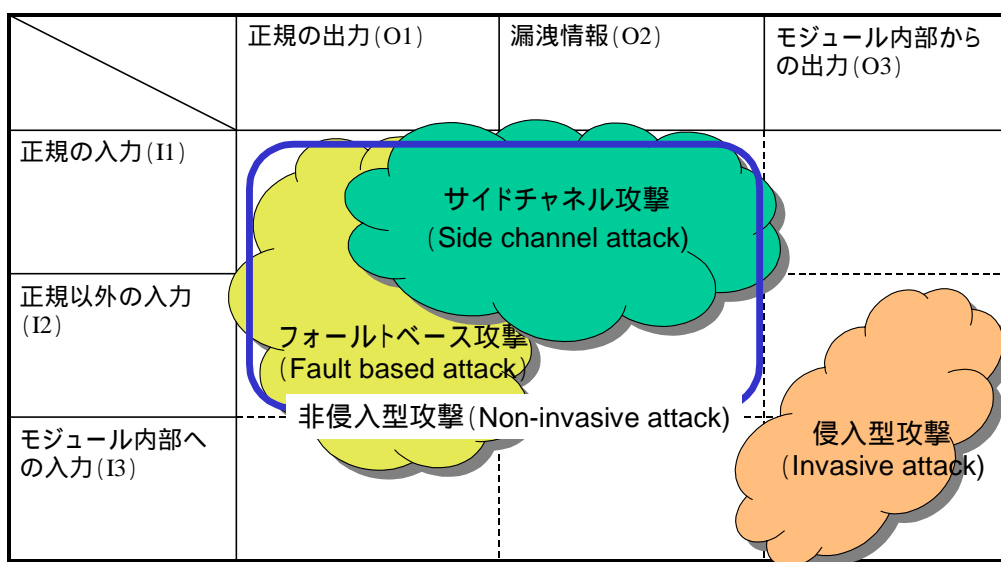 正規の出力(O1)
漏洩情報(O2)
モジュール内部から
の出力(O3)
正規の入力(I1)
サイドチャネル攻撃
(Side channel attack)
正規以外の入力
(I2)
フォールトベース攻撃
(Fault based attack)
非侵入型攻撃(Non-invasive attack)
モジュール内部へ
の入力(I3)
侵入型攻撃
(Invasive attack)